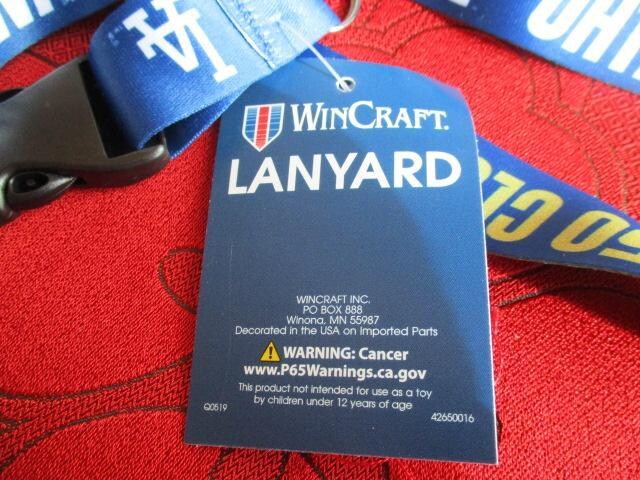 LA
WINCRAFT.
LANYARD
WINCRAFT INC.
PO BOX 888
Winona, MN 55987
Decorated in the USA on Imported Parts
WARNING: Cancer
www.P65Warnings.ca.gov
This product not intended for use as a toy
by children under 12 years of age
Q0519 42650016